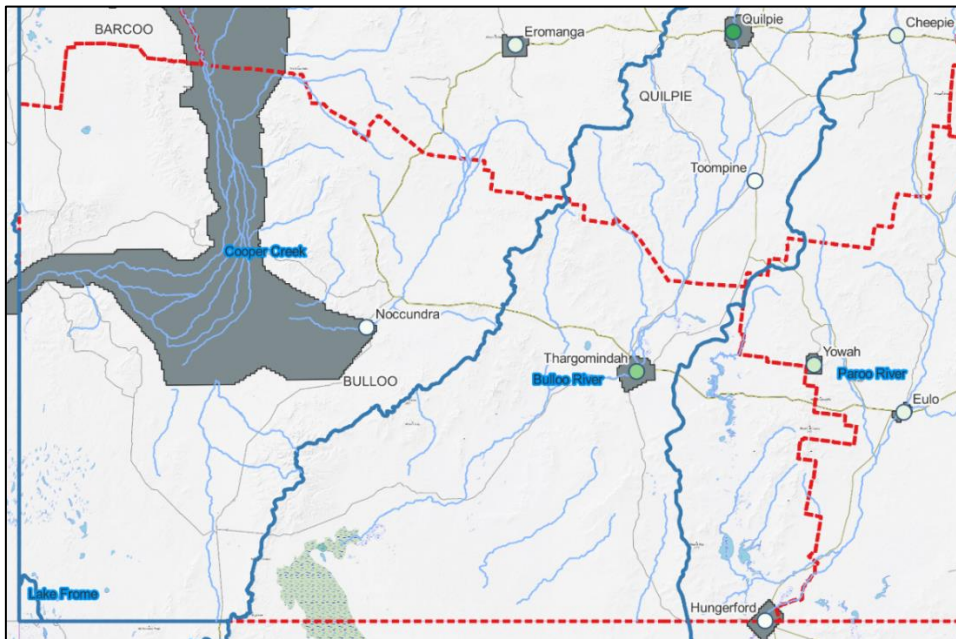 BARCOO
Eromanga
Quilpie
Cheepie
QUILPIE
Toompine
Cooper Creek
Noccundra
Thargomindah
Yowah
BULLOO
Bulloo River
Paroo River
Eulo
Lake Frome
Hungerford